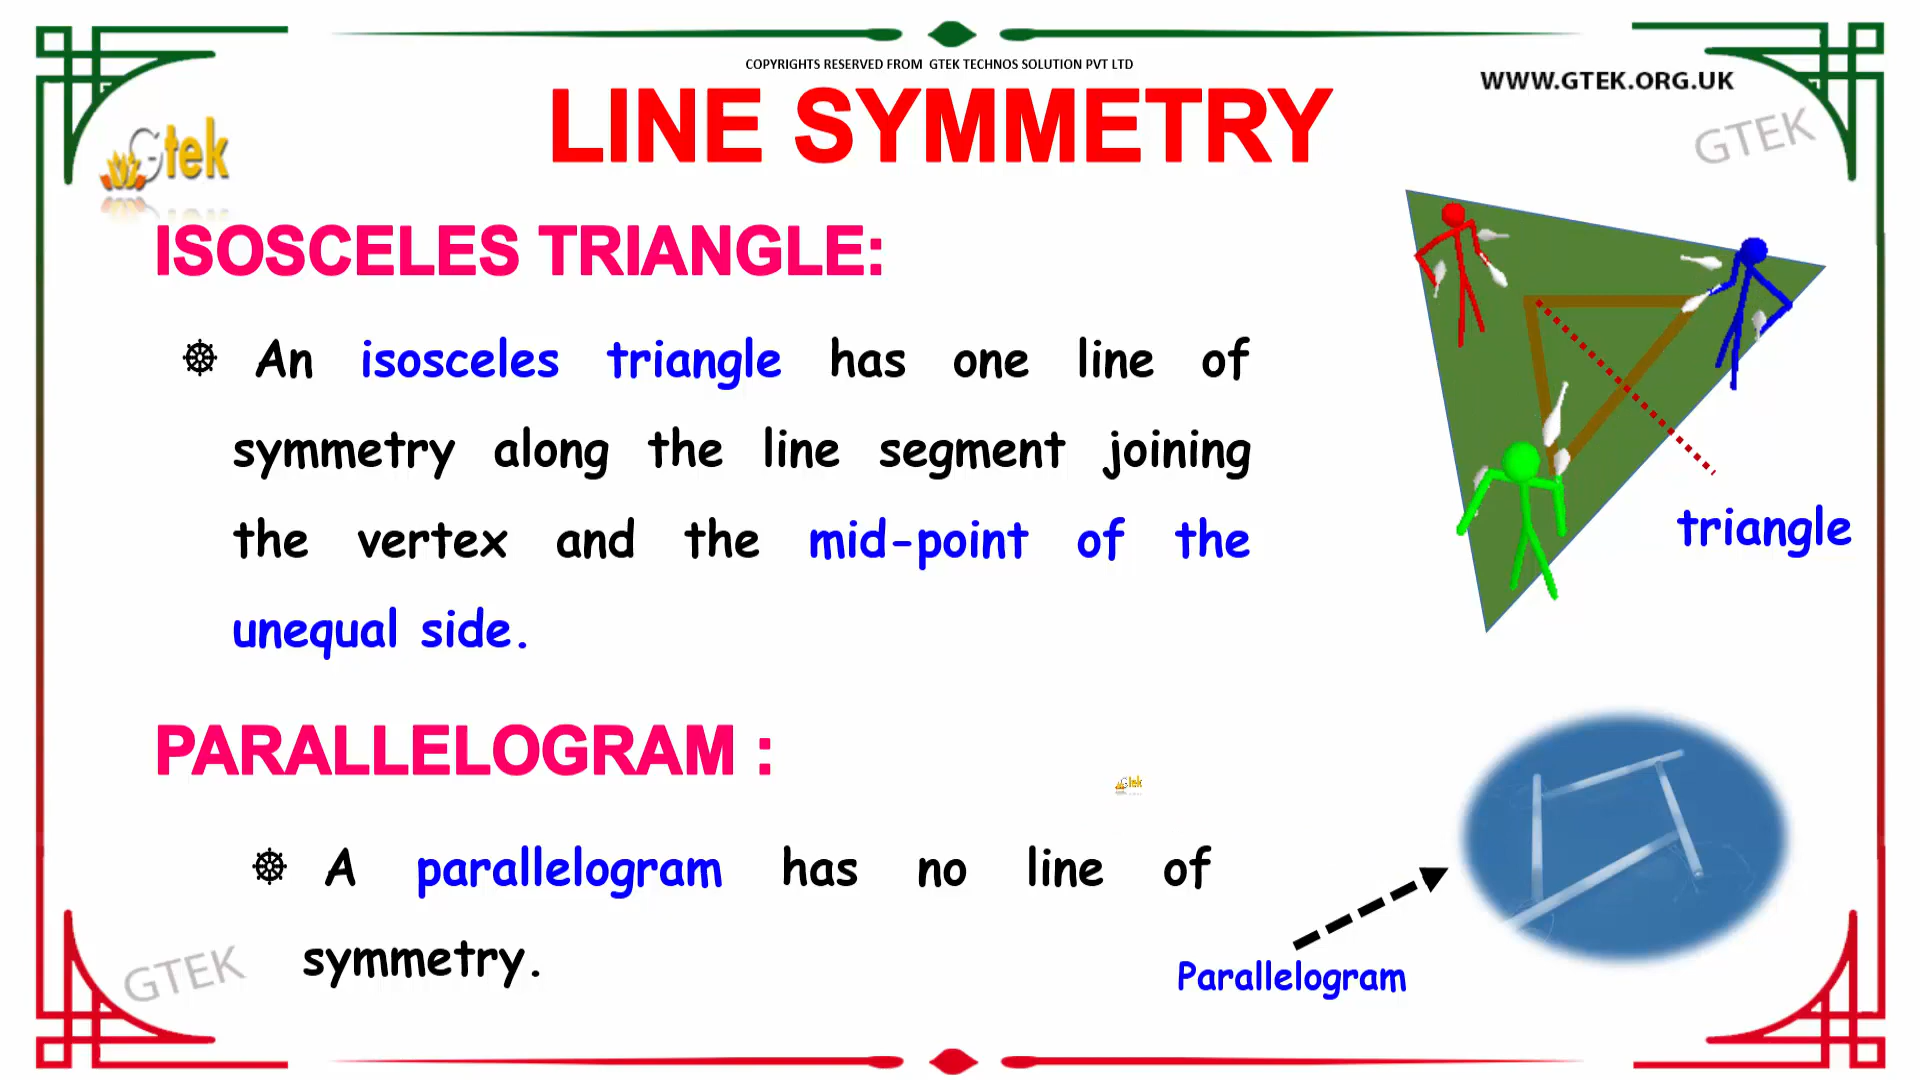 COPYRIGHTS RESERVED FROM GTEK TECHNOS SOLUTION PVT LTD
WWW.GTEK.ORG.UK
LINE SYMMETRY
GTEK
Gtek
ISOSCELES TRIANGLE:
An isosceles triangle has one line of
symmetry along the line segment joining
the vertex and the mid-point of the
unequal side.
triangle
PARALLELOGRAM :
Gtek
A parallelogram has no line of
symmetry.
GTEK
Parallelogram